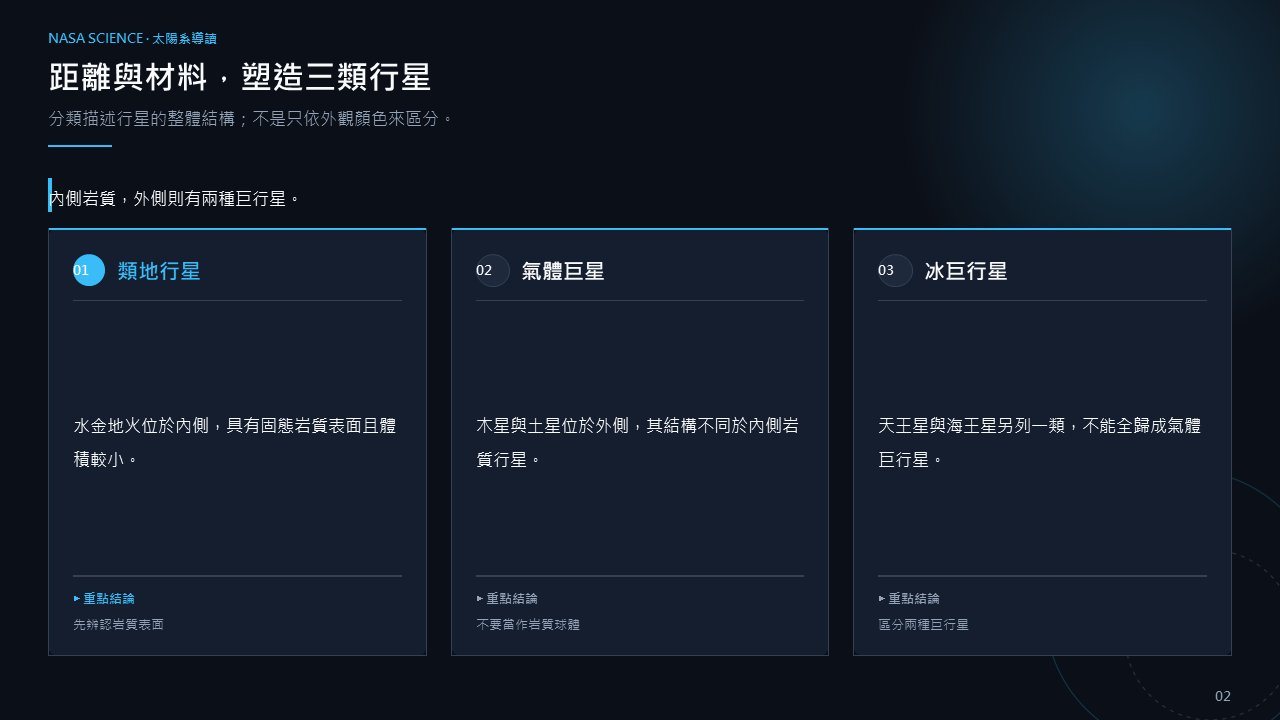 NASA SCIENCE · 太陽系導讀
距離與材料，塑造三類行星
分類描述行星的整體結構；不是只依外觀顏色來區分。
內側岩質，外側則有兩種巨行星。
01 類地行星
水金地火位於內側，具有固態岩質表面且體
積較小。
▸ 重點結論
先辨認岩質表面
02 氣體巨星
木星與土星位於外側，其結構不同於內側岩
質行星。
▸ 重點結論
不要當作岩質球體
03 冰巨行星
天王星與海王星另列一類，不能全歸成氣體
巨行星。
▸ 重點結論
區分兩種巨行星
02